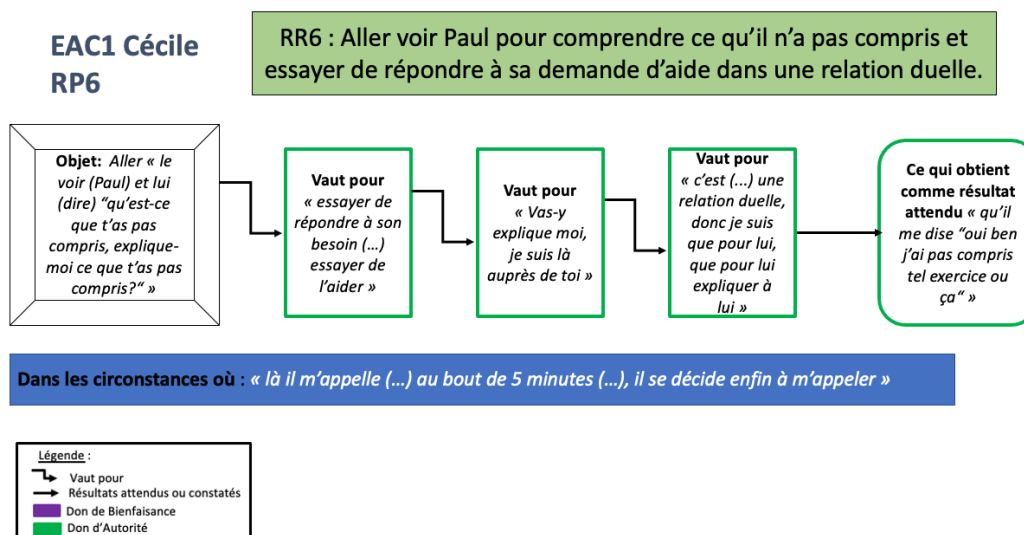 EAC1 Cécile
RP6
RR6 : Aller voir Paul pour comprendre ce qu’il n’a pas compris et
essayer de répondre à sa demande d’aide dans une relation duelle.
Objet: Aller « le
voir (Paul) et lui
(dire) “qu’est-ce
que t’as pas
compris, explique-
moi ce que t’as pas
compris?“ »
Vaut pour
« essayer de
répondre à son
besoin (…)
essayer de
l’aider »
Vaut pour
« Vas-y
explique moi,
je suis là
auprès de toi »
Vaut pour
« c’est (...) une
relation duelle,
donc je suis
que pour lui,
que pour lui
expliquer à
lui »
Ce qui obtient
comme résultat
attendu « qu’il
me dise “oui ben
j’ai pas compris
tel exercice ou
ça“ »
Dans les circonstances où : « là il m’appelle (…) au bout de 5 minutes (…), il se décide enfin à m’appeler »
Légende :
Vaut pour
Résultats attendus ou constatés
Don de Bienfaisance
Don d’Autorité